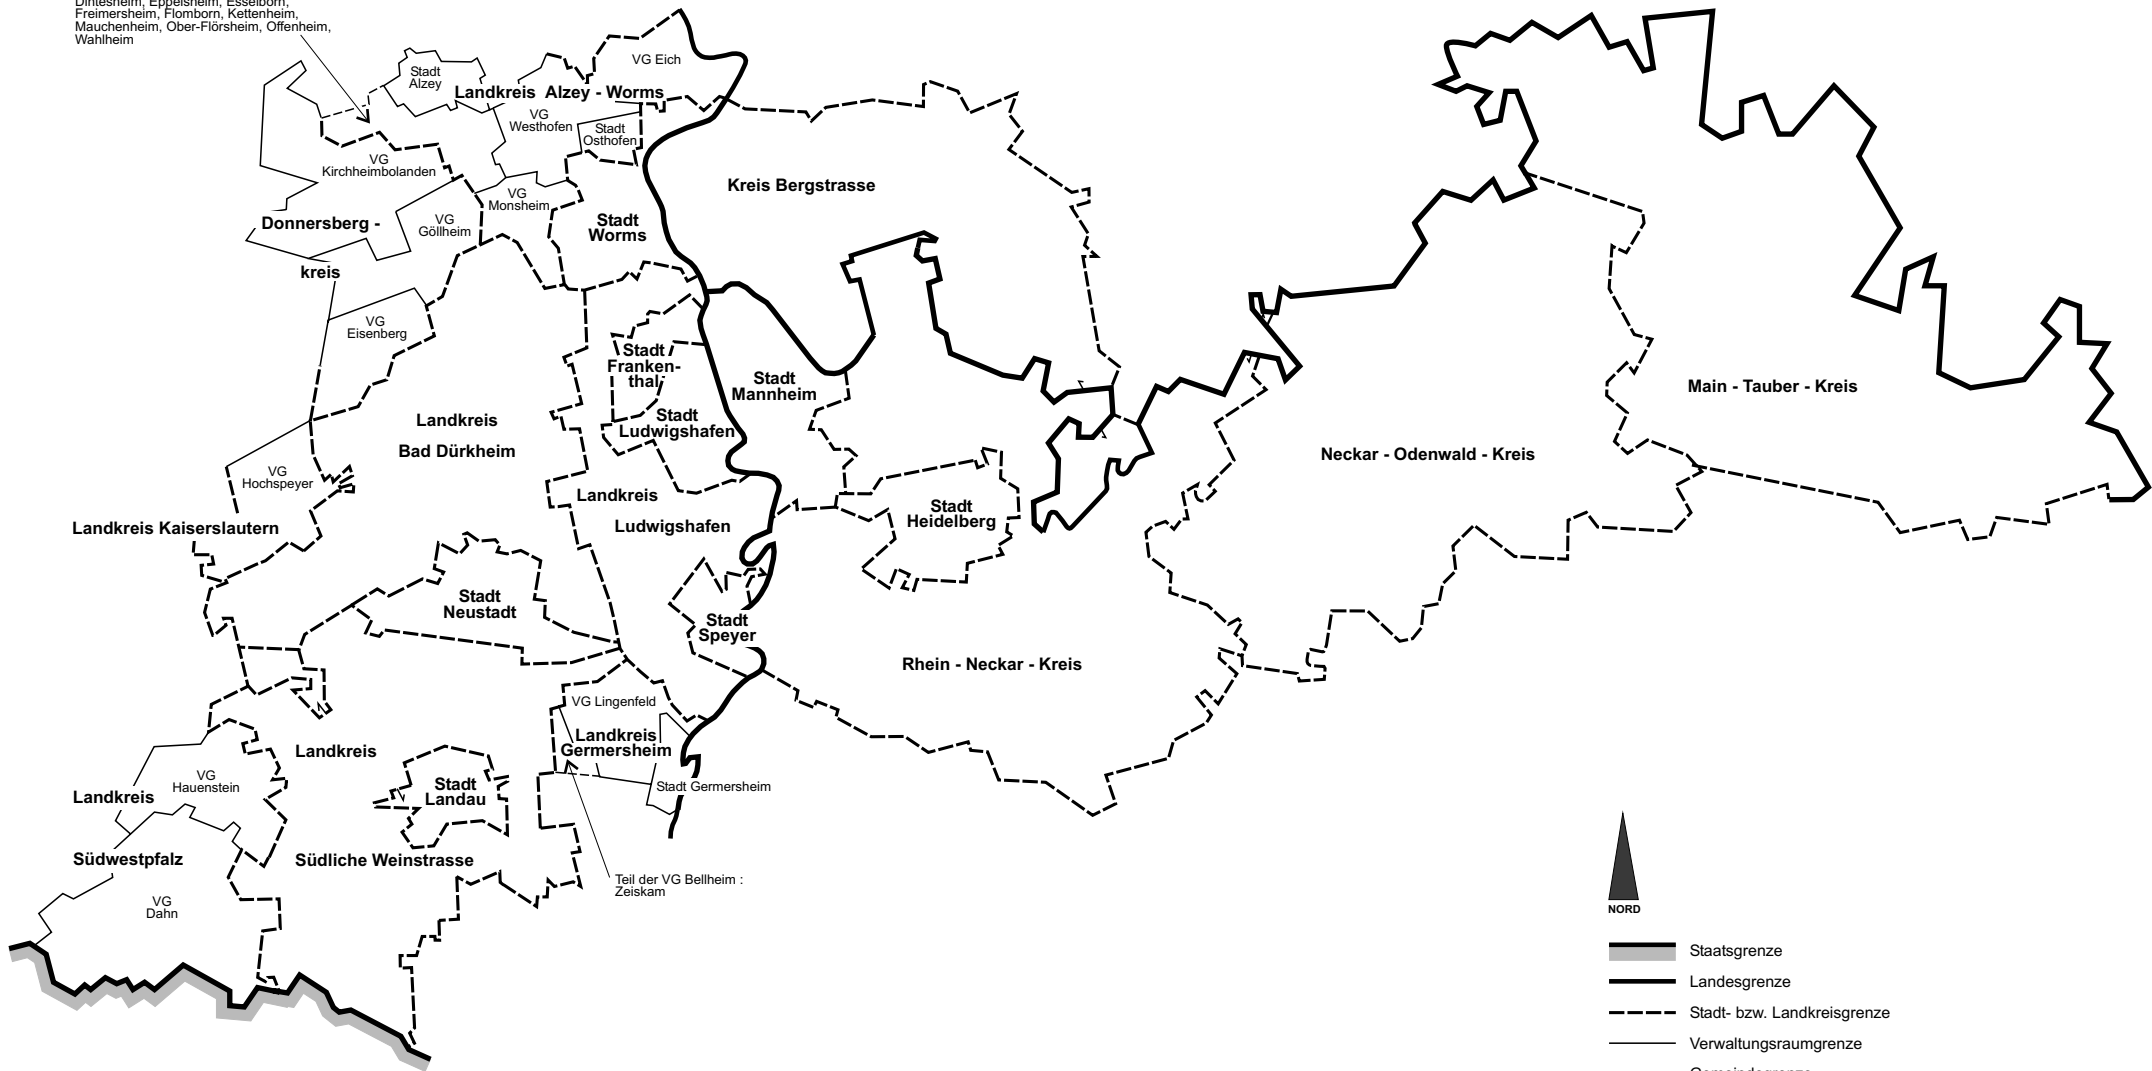 Dintesheim, Eppelsheim, Esselborn,
Freimersheim, Flomborn, Kettenheim,
Mauchenheim, Ober-Flörsheim, Offenheim,
Wahlheim
Stadt
Alzey
VG Eich
Landkreis Alzey - Worms
VG
Westhofen
Stadt
Osthofen
VG
Kirchheimbolanden
VG
Monsheim
Kreis Bergstrasse
Donnersberg -
kreis
VG
Göllheim
Stadt
Worms
VG
Eisenberg
Stadt
Franken-
thal
Stadt
Mannheim
Main - Tauber - Kreis
Landkreis
Bad Dürkheim
Stadt
Ludwigshafen
Neckar - Odenwald - Kreis
VG
Hochspeyer
Landkreis
Ludwigshafen
Stadt
Heidelberg
Landkreis Kaiserslautern
Stadt
Neustadt
Stadt
Speyer
Rhein - Neckar - Kreis
VG Lingenfeld
Landkreis
Germersheim
Stadt Germersheim
Landkreis
Südliche Weinstrasse
Stadt
Landau
VG
Hauenstein
Landkreis
Südwestpfalz
VG
Dahn
Teil der VG Bellheim :
Zeiskam
NORD
Staatsgrenze
Landesgrenze
Stadt- bzw. Landkreisgrenze
Verwaltungsraumgrenze